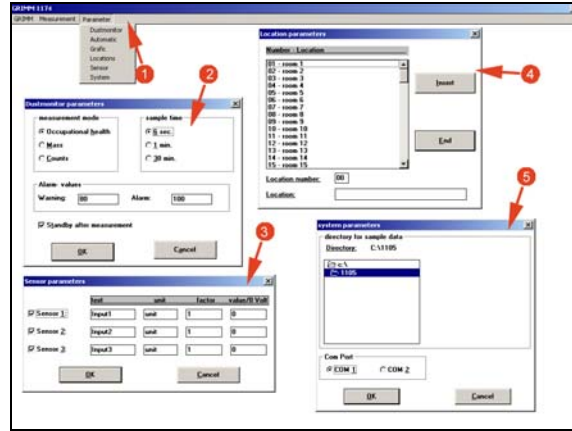 GRIMM 1174
GRIMM Measurement Parameter
Dustmonitor
Automatic
Grafic
Locations
Sensor
System
1
Dustmonitor parameters
measurement mode
Occupational health
Mass
Counts
sample time
6 sec.
1 min.
30 min.
Alarm- values
Warning: 80 Alarm: 100
Standby after measurement
OK Cancel
2
Sensor parameters
text unit factor value/0 Volt
Sensor 1: Input1 unit 1 0
Sensor 2: Input2 unit 1 0
Sensor 3: Input3 unit 1 0
OK Cancel
3
Location parameters
Number - Location
01 - room 1
02 - room 2
03 - room 3
04 - room 4
05 - room 5
06 - room 6
07 - room 7
08 - room 8
09 - room 9
10 - room 10
11 - room 11
12 - room 12
13 - room 13
14 - room 14
15 - room 15
Insert
End
Location number: 00
Location:
4
system parameters
directory for sample data
Directory: C:\1105
c:\
1105
Com Port
COM 1 COM 2
OK Cancel
5